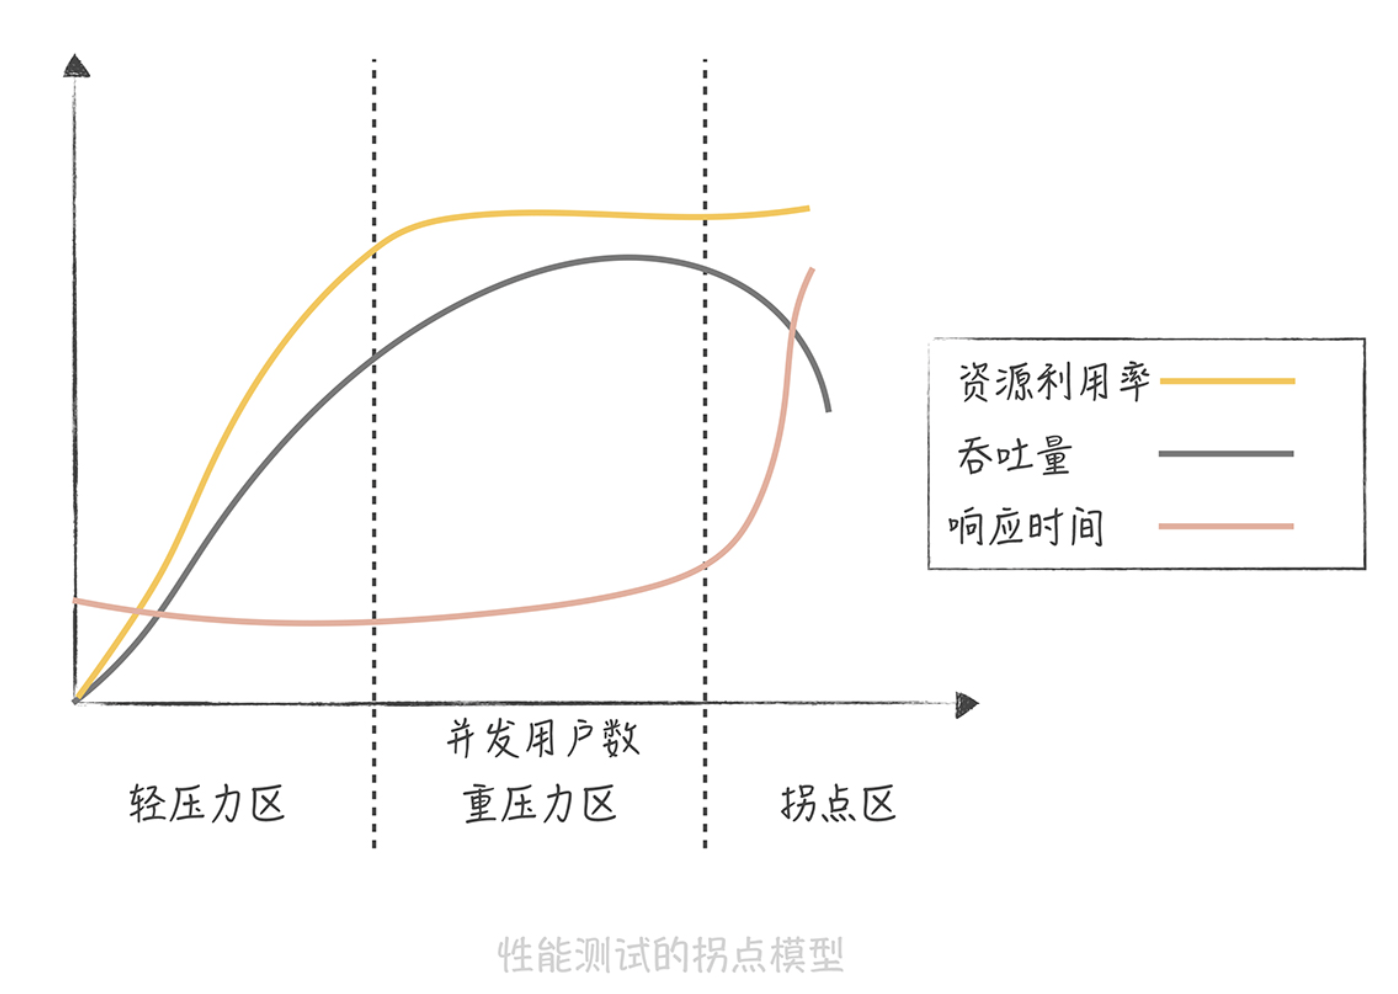 资源利用率
吞吐量
响应时间
并发用户数
轻压力区
重压力区
拐点区
性能测试的拐点模型